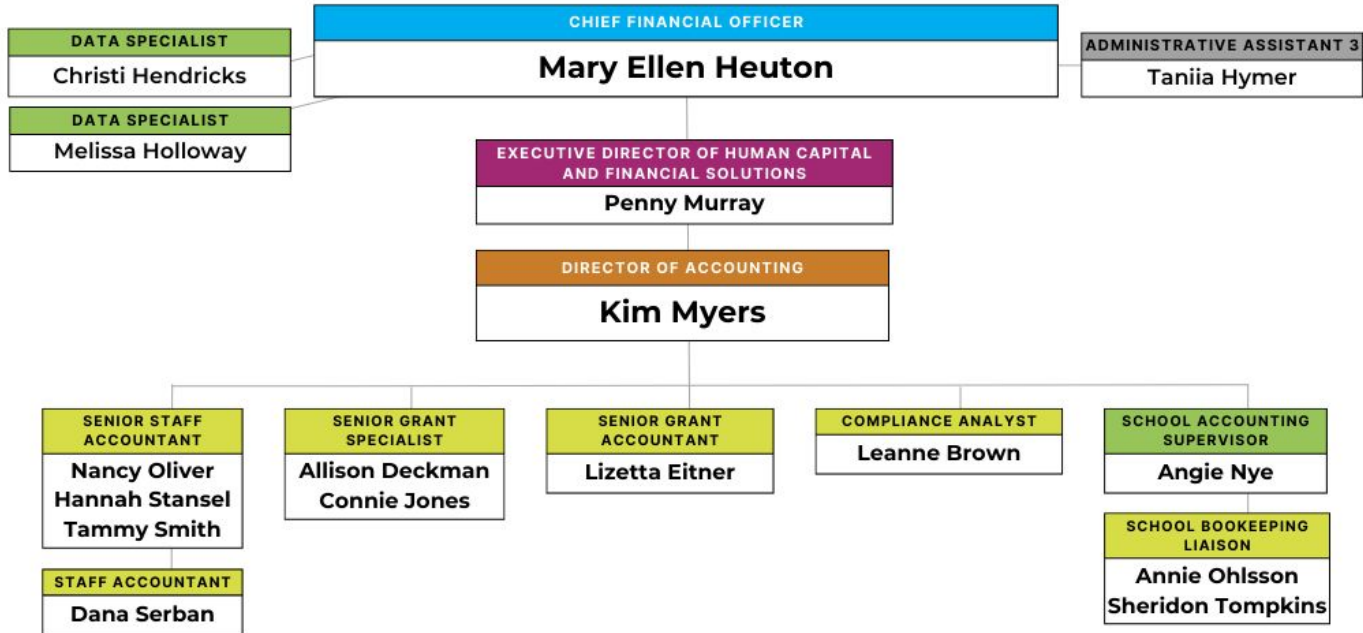 CHIEF FINANCIAL OFFICER
Mary Ellen Heuton
DATA SPECIALIST
Christi Hendricks
DATA SPECIALIST
Melissa Holloway
ADMINISTRATIVE ASSISTANT 3
Taniia Hymer
EXECUTIVE DIRECTOR OF HUMAN CAPITAL
AND FINANCIAL SOLUTIONS
Penny Murray
DIRECTOR OF ACCOUNTING
Kim Myers
SENIOR STAFF
ACCOUNTANT
Nancy Oliver
Hannah Stansel
Tammy Smith
STAFF ACCOUNTANT
Dana Serban
SENIOR GRANT
SPECIALIST
Allison Deckman
Connie Jones
SENIOR GRANT
ACCOUNTANT
Lizetta Eitner
COMPLIANCE ANALYST
Leanne Brown
SCHOOL ACCOUNTING
SUPERVISOR
Angie Nye
SCHOOL BOOKEEPING
LIAISON
Annie Ohlsson
Sheridon Tompkins